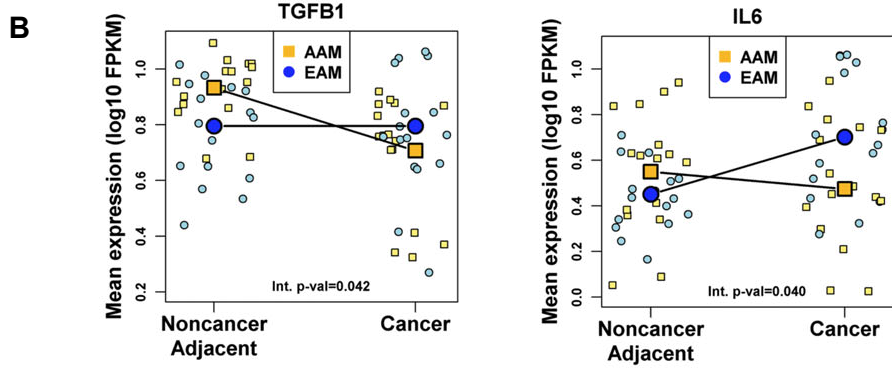 B
TGFB1
Mean expression (log10 FPKM)
1.0
0.8
0.6
0.4
0.2
AAM
EAM
Int. p-val=0.042
Noncancer
Adjacent
Cancer
IL6
Mean expression (log10 FPKM)
1.0
0.8
0.6
0.4
0.2
0.0
AAM
EAM
Int. p-val=0.040
Noncancer
Adjacent
Cancer